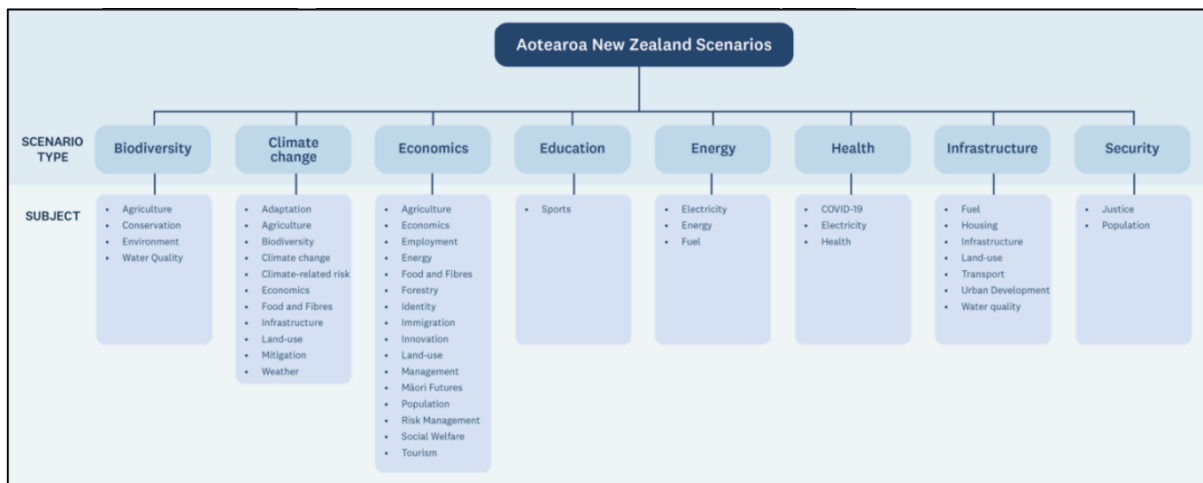 Aotearoa New Zealand Scenarios
SCENARIO
TYPE
Biodiversity
Climate
change
Economics
Education
Energy
Health
Infrastructure
Security
SUBJECT
• Agriculture
• Conservation
• Environment
• Water Quality
• Adaptation
• Agriculture
• Biodiversity
• Climate change
• Climate-related risk
• Economics
• Food and Fibres
• Infrastructure
• Land-use
• Mitigation
• Weather
• Agriculture
• Economics
• Employment
• Energy
• Food and Fibres
• Forestry
• Identity
• Immigration
• Innovation
• Land-use
• Management
• Māori Futures
• Population
• Risk Management
• Social Welfare
• Tourism
• Sports
• Electricity
• Energy
• Fuel
• COVID-19
• Electricity
• Health
• Fuel
• Housing
• Infrastructure
• Land-use
• Transport
• Urban Development
• Water quality
• Justice
• Population